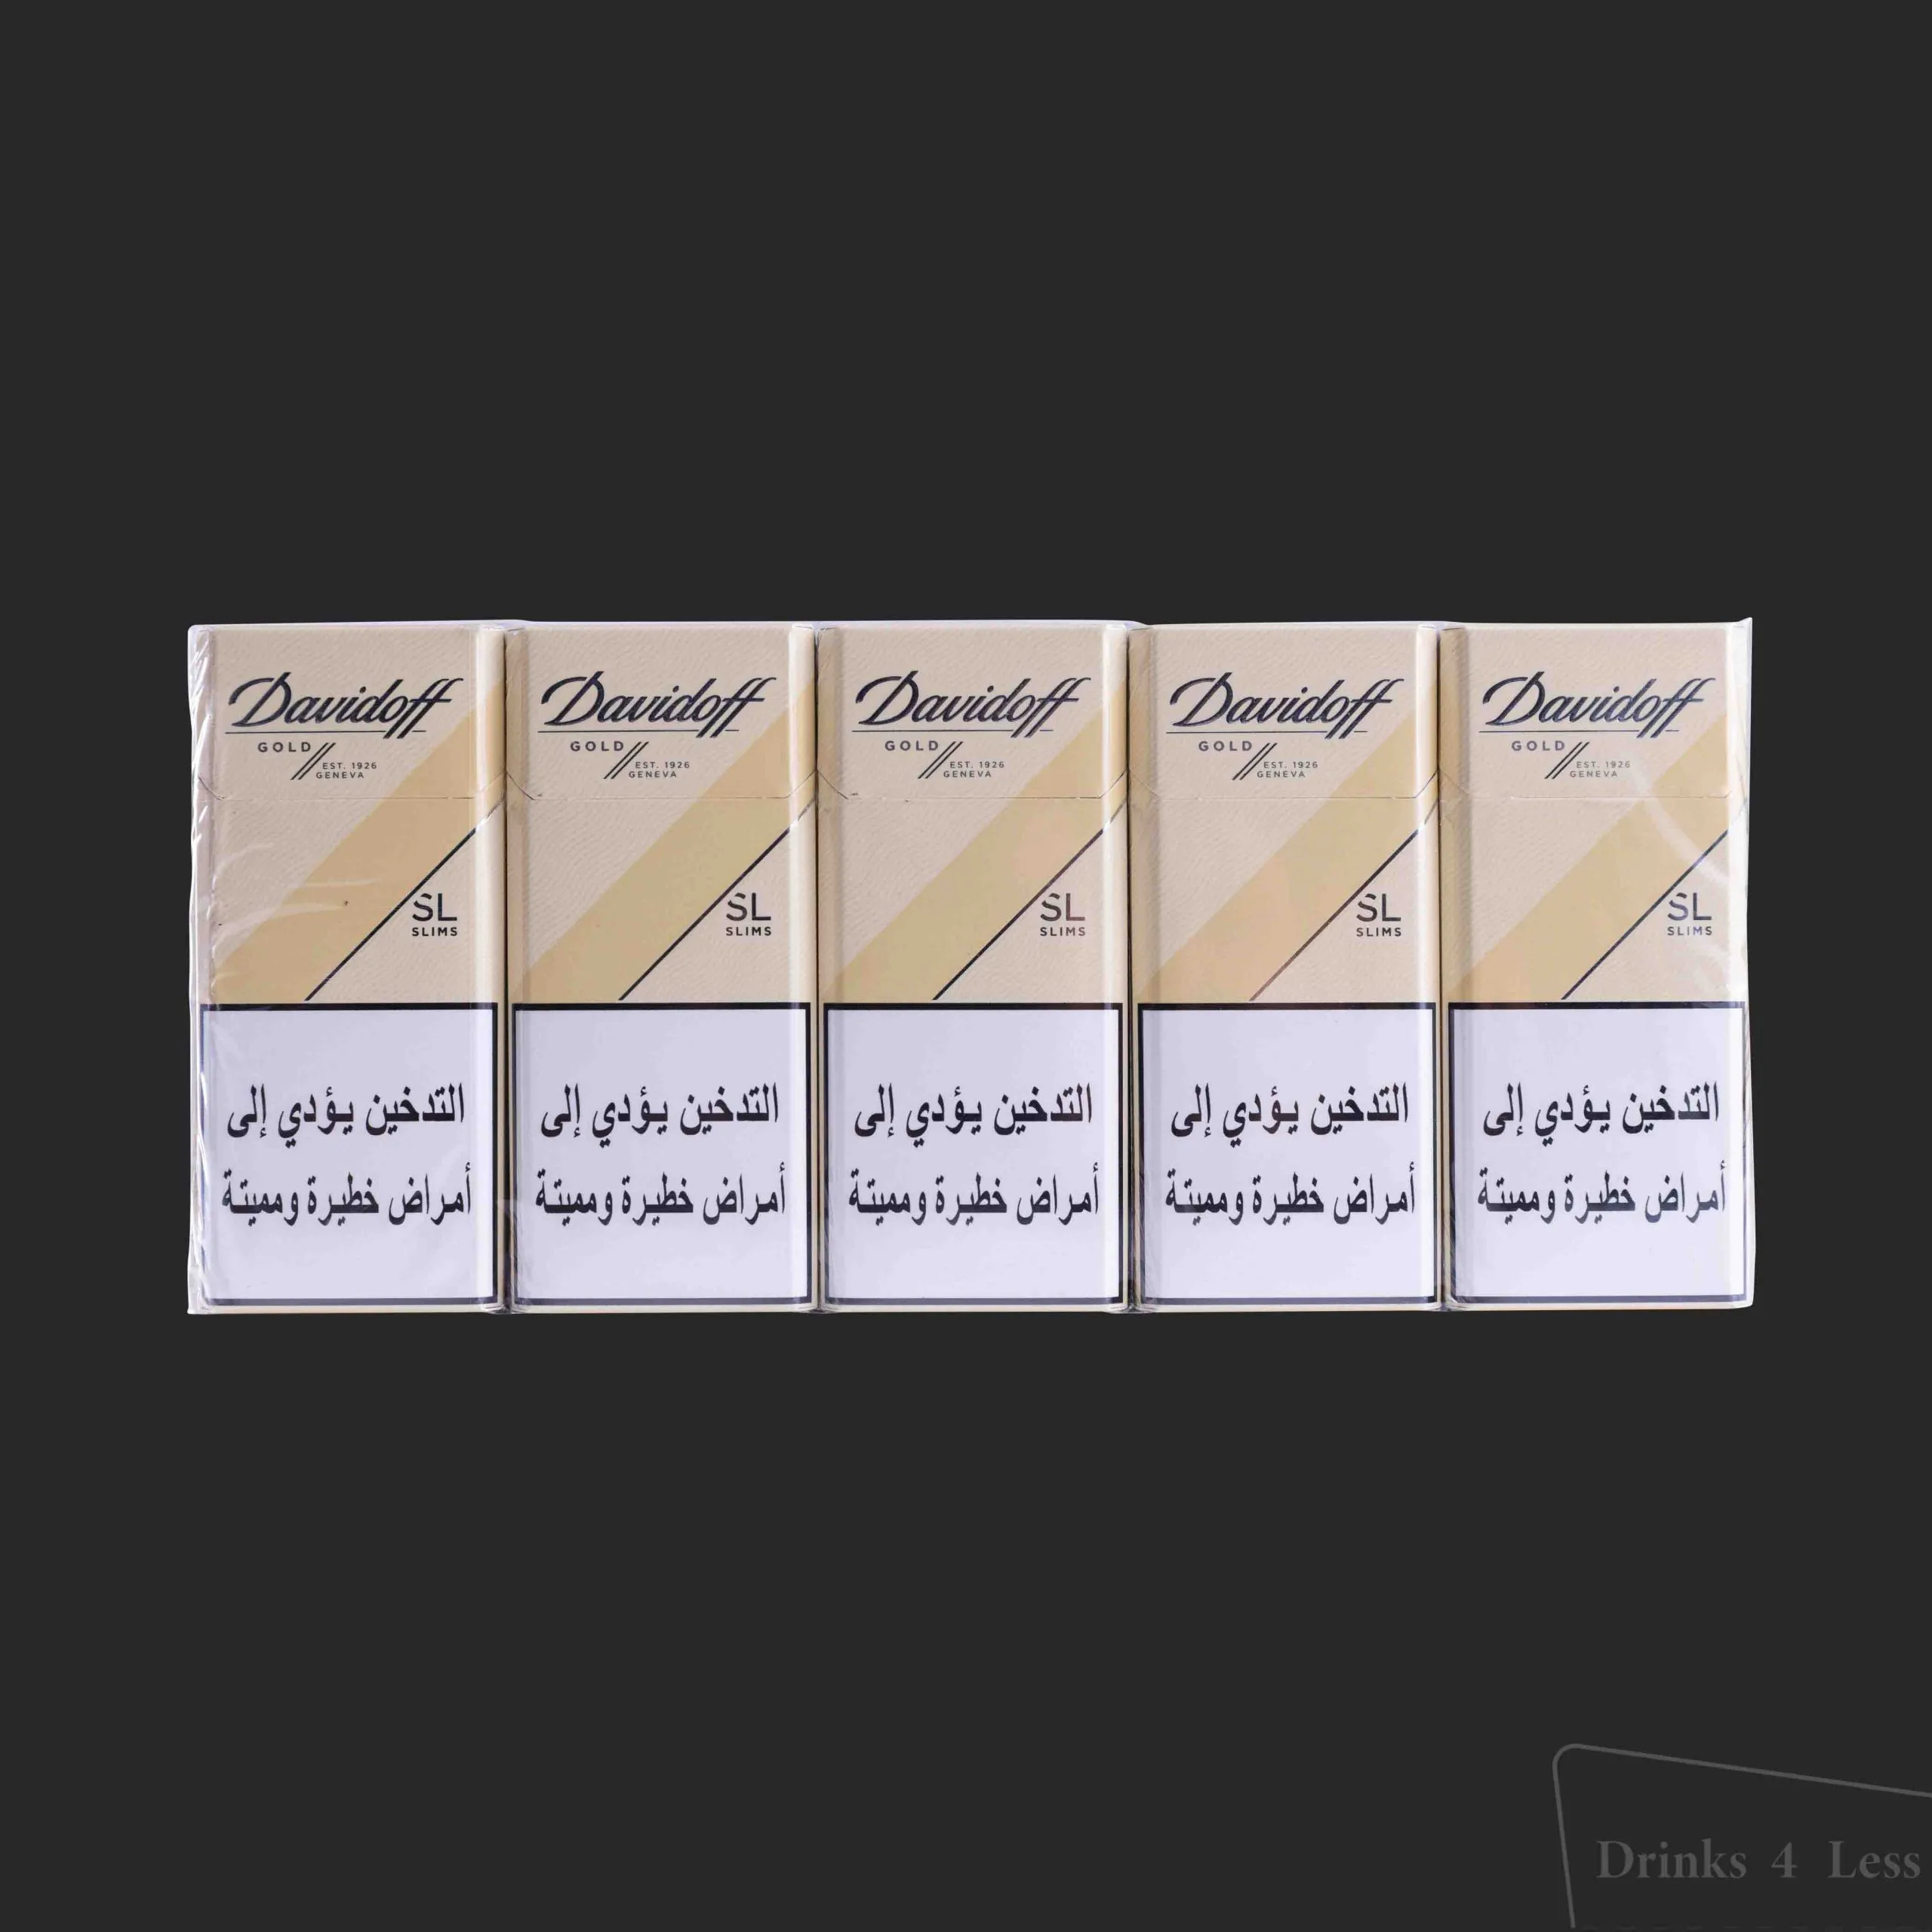 Davidoff
GOLD
EST. 1926
GENEVA
SL
SLIMS
التدخين يؤدي إلى
أمراض خطيرة ومميتة
Davidoff
GOLD
EST. 1926
GENEVA
SL
SLIMS
التدخين يؤدي إلى
أمراض خطيرة ومميتة
Davidoff
GOLD
EST. 1926
GENEVA
SL
SLIMS
التدخين يؤدي إلى
أمراض خطيرة ومميتة
Davidoff
GOLD
EST. 1926
GENEVA
SL
SLIMS
التدخين يؤدي إلى
أمراض خطيرة ومميتة
Davidoff
GOLD
EST. 1926
GENEVA
SL
SLIMS
التدخين يؤدي إلى
أمراض خطيرة ومميتة
Drinks 4 Less